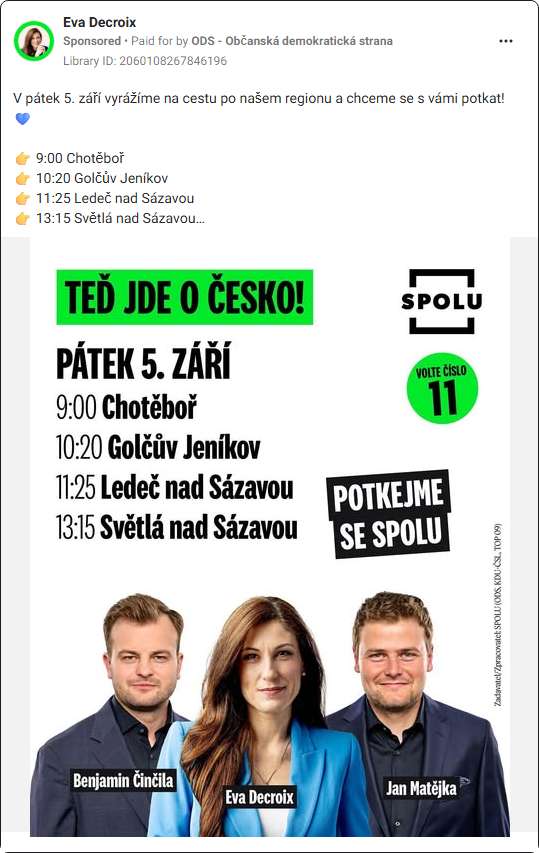 Eva Decroix
Sponsored • Paid for by ODS - Občanská demokratická strana
Library ID: 2060108267846196
V pátek 5. září vyrážíme na cestu po našem regionu a chceme se s vámi potkat!
💙
👉 9:00 Chotěboř
👉 10:20 Golčův Jeníkov
👉 11:25 Ledeč nad Sázavou
👉 13:15 Světlá nad Sázavou…
TEĎ JDE O ČESKO!
SPOLU
PÁTEK 5. ZÁŘÍ
9:00 Chotěboř
10:20 Golčův Jeníkov
11:25 Ledeč nad Sázavou
13:15 Světlá nad Sázavou
VOLTE ČÍSLO
11
POTKEJME
SE SPOLU
Zadavatel/Zpracovatel: SPOLU (ODS, KDU-ČSL, TOP 09)
Benjamin Činčila
Eva Decroix
Jan Matějka